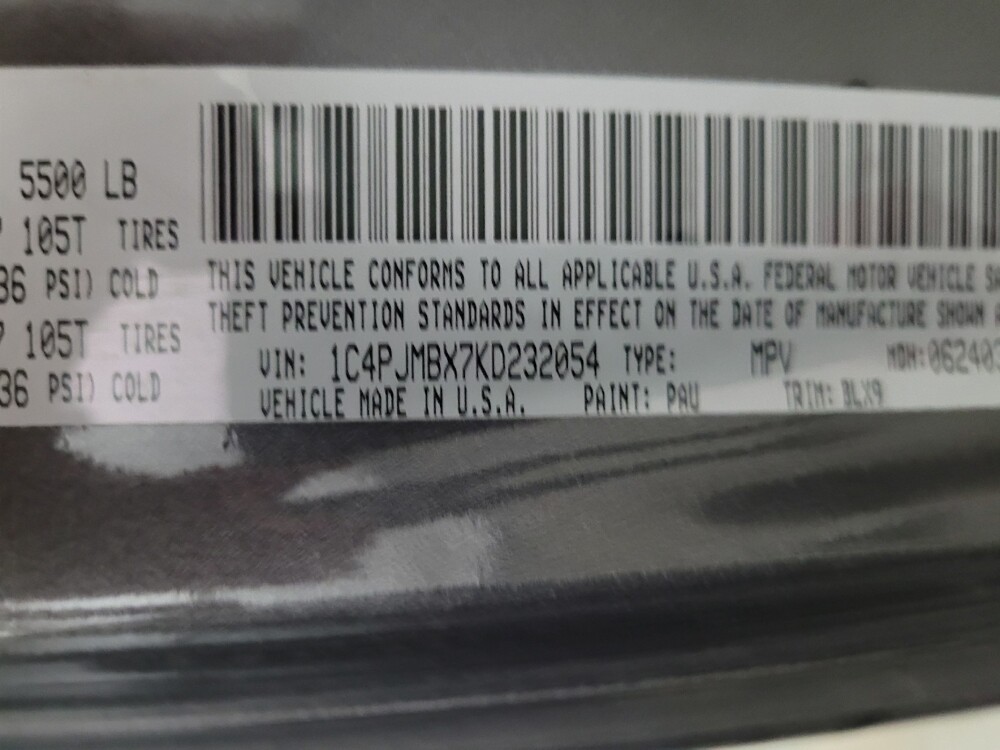 5500 LB
105T TIRES
36 PSI) COLD
105T TIRES
36 PSI) COLD
THIS VEHICLE CONFORMS TO ALL APPLICABLE U.S.A. FEDERAL MOTOR VEHICLE
THEFT PREVENTION STANDARDS IN EFFECT ON THE DATE OF MANUFACTURE SHOWN
VIN: 1C4PJMBX7KD232054 TYPE: MPV MDH:062403
VEHICLE MADE IN U.S.A. PAINT: PAU TRIM: BLX9